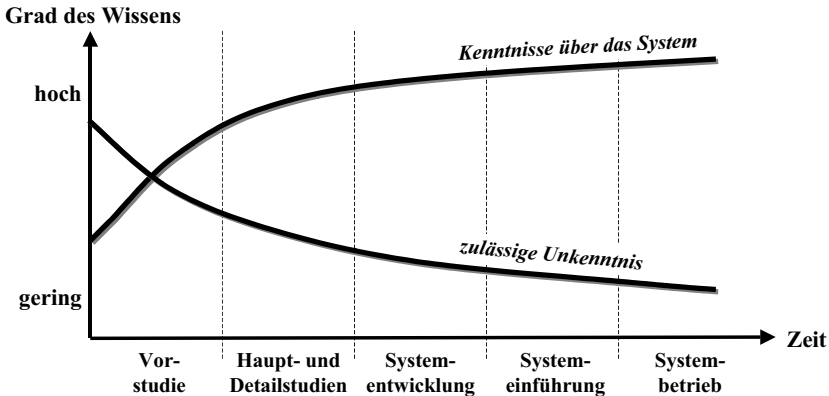 Grad des Wissens
Kenntnisse über das System
hoch
zulässige Unkenntnis
gering
Zeit
Vor-
studie
Haupt- und
Detailstudien
System-
entwicklung
System-
einführung
System-
betrieb